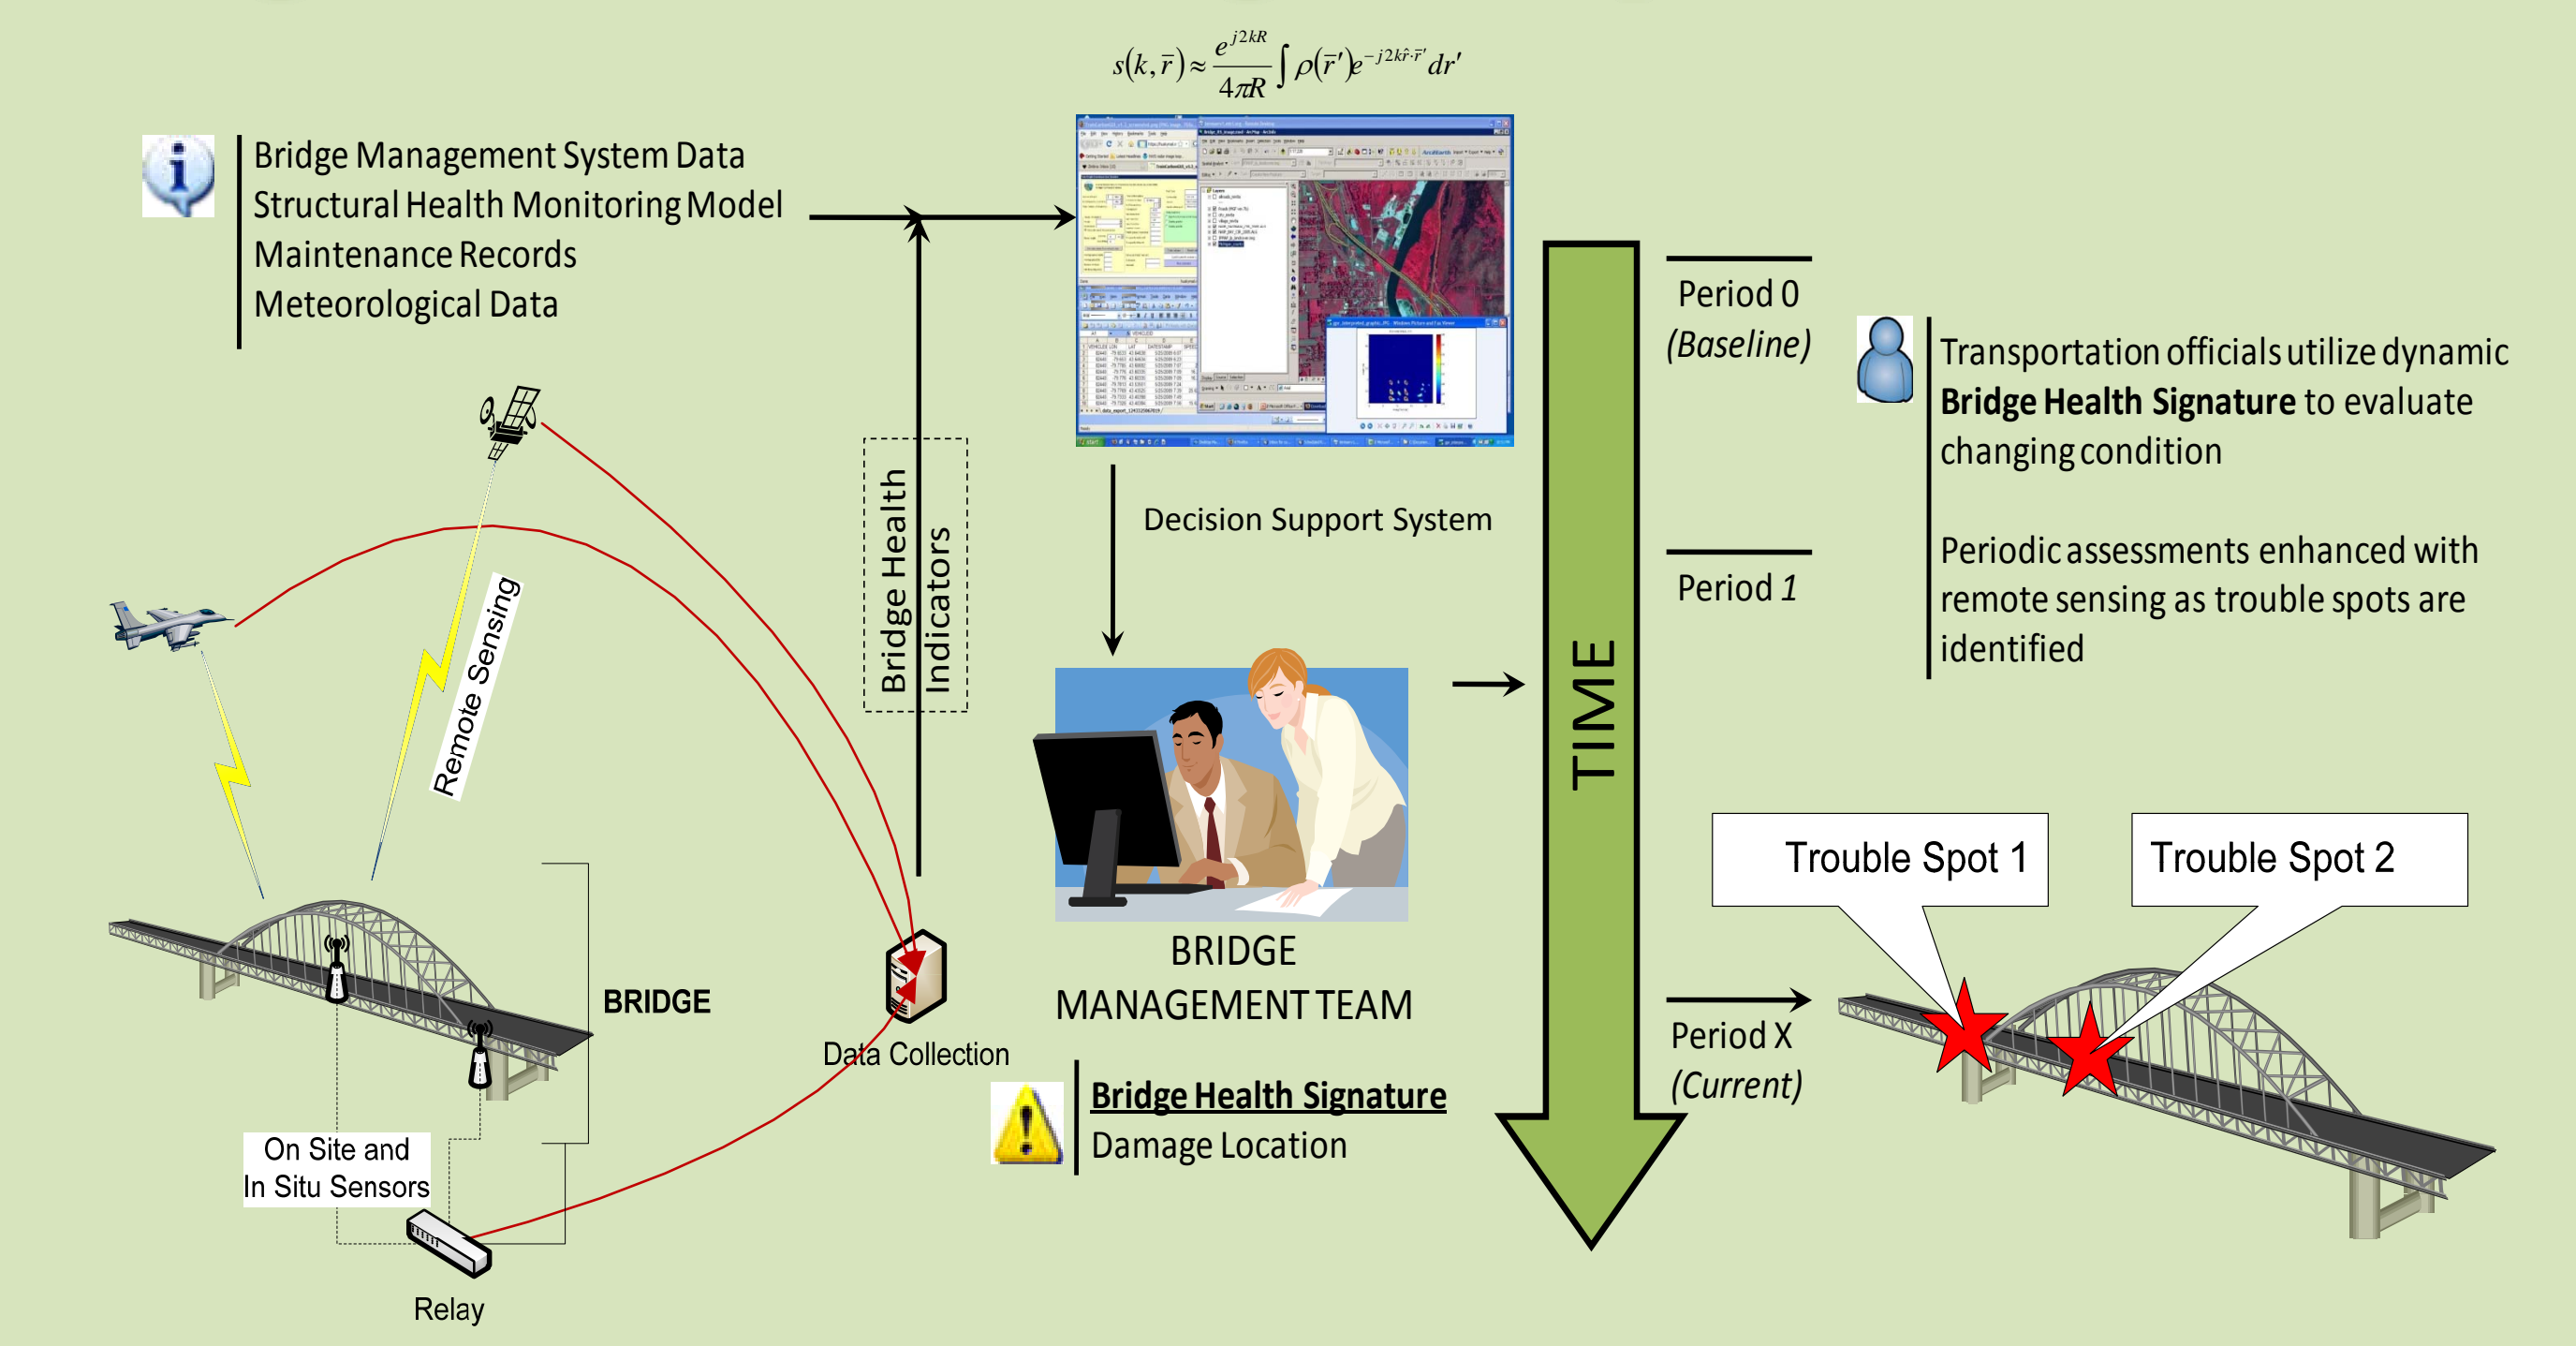 s(k, r̄) ≈ e^{j2kR} / 4πR ∫ ρ(r̄′)e^{−j2kr̂·r̄′} dr′
Bridge Management System Data
Structural Health Monitoring Model
Maintenance Records
Meteorological Data
Bridge Health
Indicators
Remote Sensing
BRIDGE
On Site and
In Situ Sensors
Relay
Data Collection
Decision Support System
BRIDGE
MANAGEMENT TEAM
Bridge Health Signature
Damage Location
TIME
Period 0
(Baseline)
Period 1
Period X
(Current)
Transportation officials utilize dynamic
Bridge Health Signature to evaluate
changing condition
Periodic assessments enhanced with
remote sensing as trouble spots are
identified
Trouble Spot 1
Trouble Spot 2